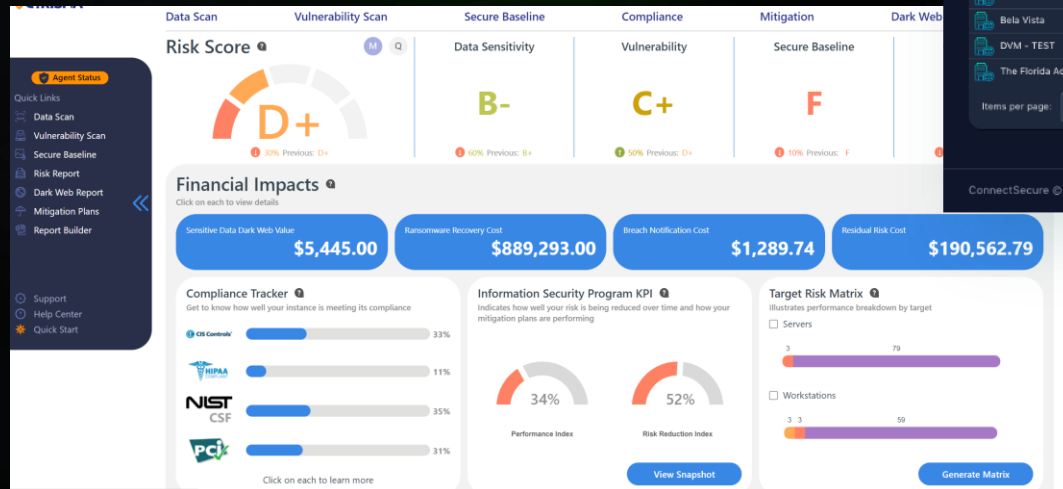 Data Scan
Vulnerability Scan
Secure Baseline
Compliance
Mitigation
Dark Web
Risk Score
M Q
D+
30% Previous: D+
Data Sensitivity
B-
60% Previous: B+
Vulnerability
C+
50% Previous: D+
Secure Baseline
F
10% Previous: F
Agent Status
Quick Links
Data Scan
Vulnerability Scan
Secure Baseline
Risk Report
Dark Web Report
Mitigation Plans
Report Builder
Support
Help Center
Quick Start
Financial Impacts
Click on each to view details
Sensitive Data Dark Web Value
$5,445.00
Ransomware Recovery Cost
$889,293.00
Breach Notification Cost
$1,289.74
Residual Risk Cost
$190,562.79
Compliance Tracker
Get to know how well your instance is meeting its compliance
CIS Controls
33%
HIPAA
COMPLIANT
11%
NIST
CSF
35%
PCI
31%
Click on each to learn more
Information Security Program KPI
Indicates how well your risk is being reduced over time and how your
mitigation plans are performing
34%
Performance Index
52%
Risk Reduction Index
View Snapshot
Target Risk Matrix
Illustrates performance breakdown by target
Servers
3 79
Workstations
3 3 59
Generate Matrix
Bela Vista
DVM - TEST
The Florida
Items per page:
ConnectSecure ©